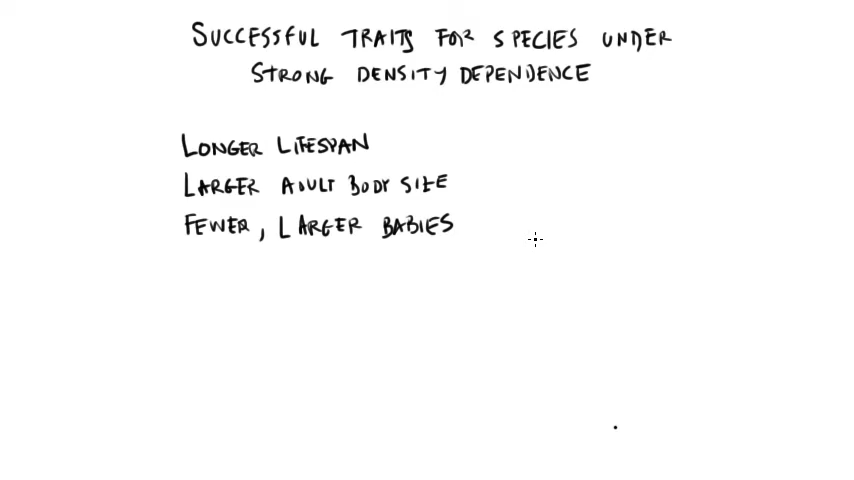 SUCCESSFUL TRAITS FOR SPECIES UNDER
STRONG DENSITY DEPENDENCE
LONGER LIFESPAN
LARGER ADULT BODY SIZE
FEWER, LARGER BABIES